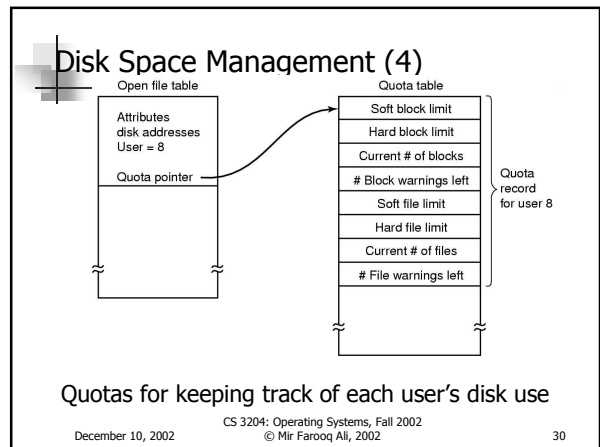 Disk Space Management (4)
Open file table
Attributes
disk addresses
User = 8
Quota pointer
Quota table
Soft block limit
Hard block limit
Current # of blocks
# Block warnings left
Soft file limit
Hard file limit
Current # of files
# File warnings left
Quota
record
for user 8
Quotas for keeping track of each user's disk use
December 10, 2002
CS 3204: Operating Systems, Fall 2002
© Mir Farooq Ali, 2002
30